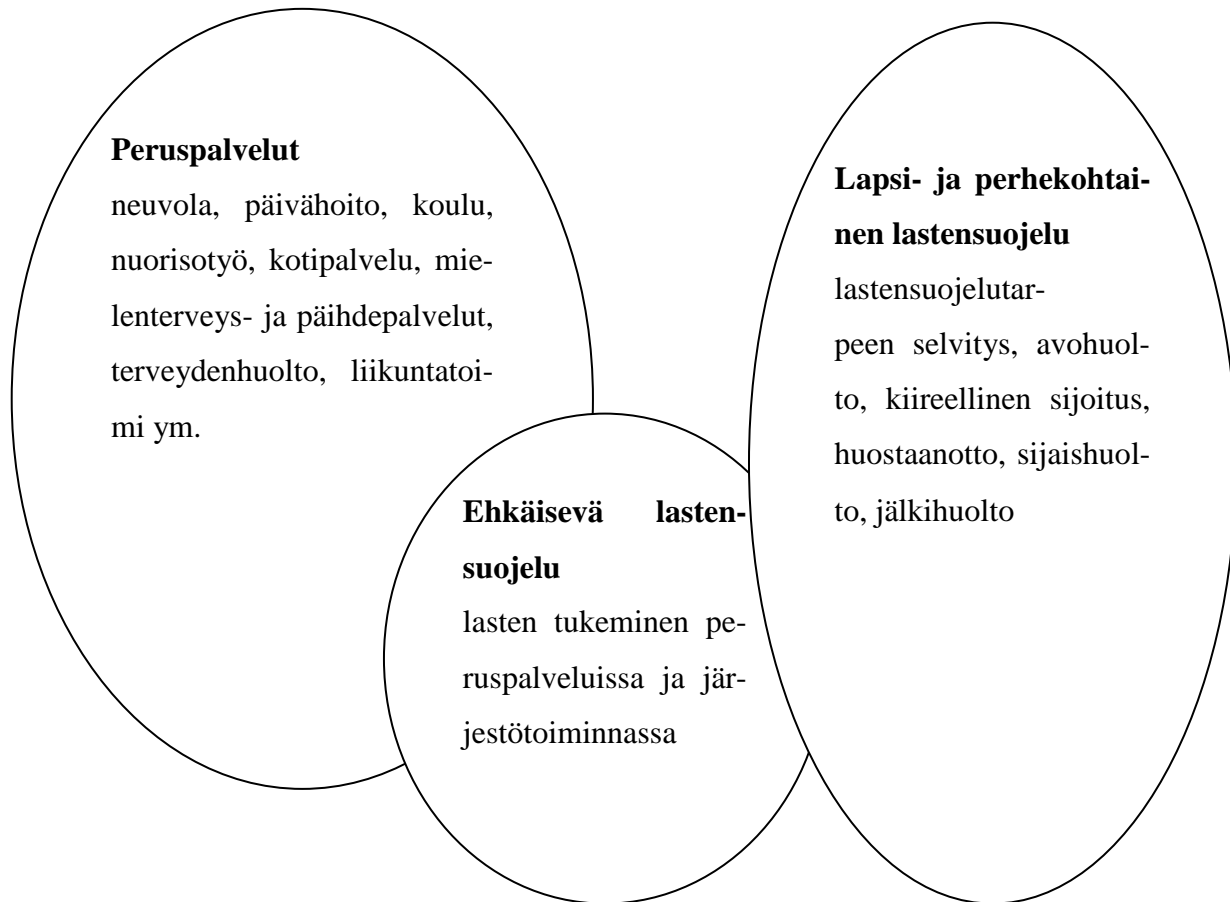 Peruspalvelut
neuvola, päivähoito, koulu,
nuorisotyö, kotipalvelu, mie-
lenterveys- ja päihdepalvelut,
terveydenhuolto, liikuntatoi-
mi ym.
Ehkäisevä lasten-
suojelu
lasten tukeminen pe-
ruspalveluissa ja jär-
jestötoiminnassa
Lapsi- ja perhekohtai-
nen lastensuojelu
lastensuojelutar-
peen selvitys, avohuol-
to, kiireellinen sijoitus,
huostaanotto, sijaishuol-
to, jälkihuolto